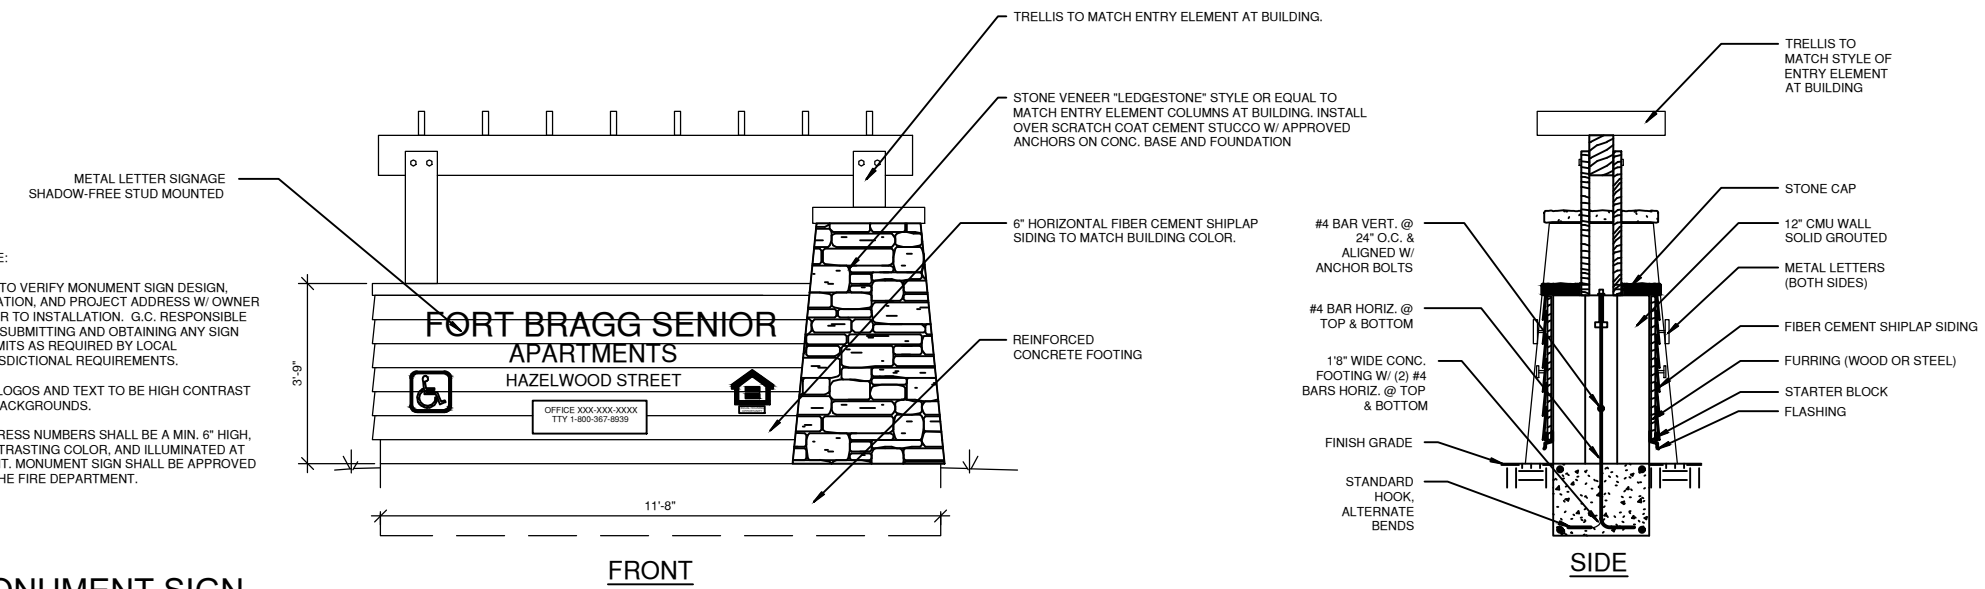 TRELLIS TO MATCH ENTRY ELEMENT AT BUILDING.
STONE VENEER "LEDGESTONE" STYLE OR EQUAL TO
MATCH ENTRY ELEMENT COLUMNS AT BUILDING. INSTALL
OVER SCRATCH COAT CEMENT STUCCO W/ APPROVED
ANCHORS ON CONC. BASE AND FOUNDATION
METAL LETTER SIGNAGE
SHADOW-FREE STUD MOUNTED
6" HORIZONTAL FIBER CEMENT SHIPLAP
SIDING TO MATCH BUILDING COLOR.
REINFORCED
CONCRETE FOOTING
E:
TO VERIFY MONUMENT SIGN DESIGN,
ATION, AND PROJECT ADDRESS W/ OWNER
R TO INSTALLATION. G.C. RESPONSIBLE
SUBMITTING AND OBTAINING ANY SIGN
MITS AS REQUIRED BY LOCAL
SDICTIONAL REQUIREMENTS.
LOGOS AND TEXT TO BE HIGH CONTRAST
ACKGROUNDS.
RESS NUMBERS SHALL BE A MIN. 6" HIGH,
TRASTING COLOR, AND ILLUMINATED AT
T. MONUMENT SIGN SHALL BE APPROVED
HE FIRE DEPARTMENT.
3'-9"
FORT BRAGG SENIOR
APARTMENTS
HAZELWOOD STREET
OFFICE XXX-XXX-XXXX
TTY 1-800-367-8939
11'-8"
FRONT
ONUMENT SIGN
TRELLIS TO
MATCH STYLE OF
ENTRY ELEMENT
AT BUILDING
STONE CAP
12" CMU WALL
SOLID GROUTED
METAL LETTERS
(BOTH SIDES)
FIBER CEMENT SHIPLAP SIDING
FURRING (WOOD OR STEEL)
STARTER BLOCK
FLASHING
#4 BAR VERT. @
24" O.C. &
ALIGNED W/
ANCHOR BOLTS
#4 BAR HORIZ. @
TOP & BOTTOM
1'8" WIDE CONC.
FOOTING W/ (2) #4
BARS HORIZ. @ TOP
& BOTTOM
FINISH GRADE
STANDARD
HOOK,
ALTERNATE
BENDS
SIDE